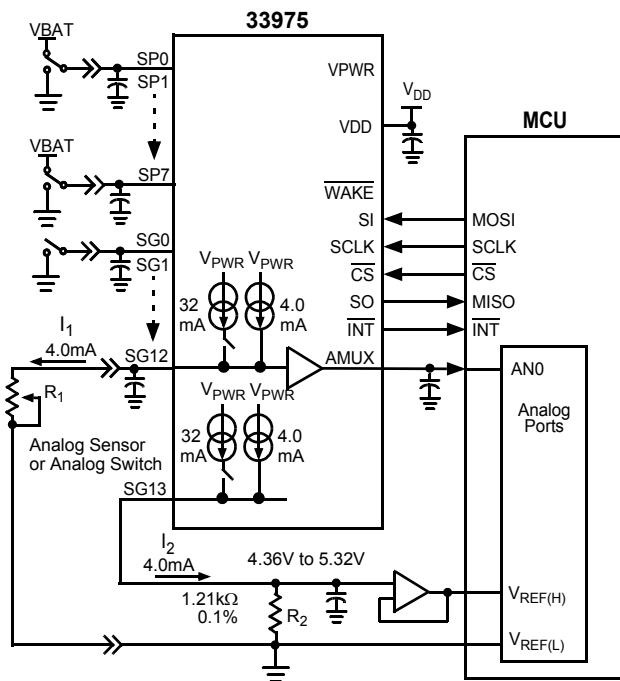 33975
VBAT
SP0
SP1
VPWR
VDD
VDD
MCU
VBAT
SP7
WAKE
SI
MOSI
SCLK
SCLK
SG0
SG1
CS
CS
VPWR VPWR
SO
MISO
32 mA
4.0 mA
INT
INT
I1
4.0mA
SG12
AMUX
AN0
R1
VPWR VPWR
Analog Ports
Analog Sensor
or Analog Switch
32 mA
4.0 mA
SG13
I2
4.0mA
4.36V to 5.32V
1.21kΩ
0.1%
R2
VREF(H)
VREF(L)